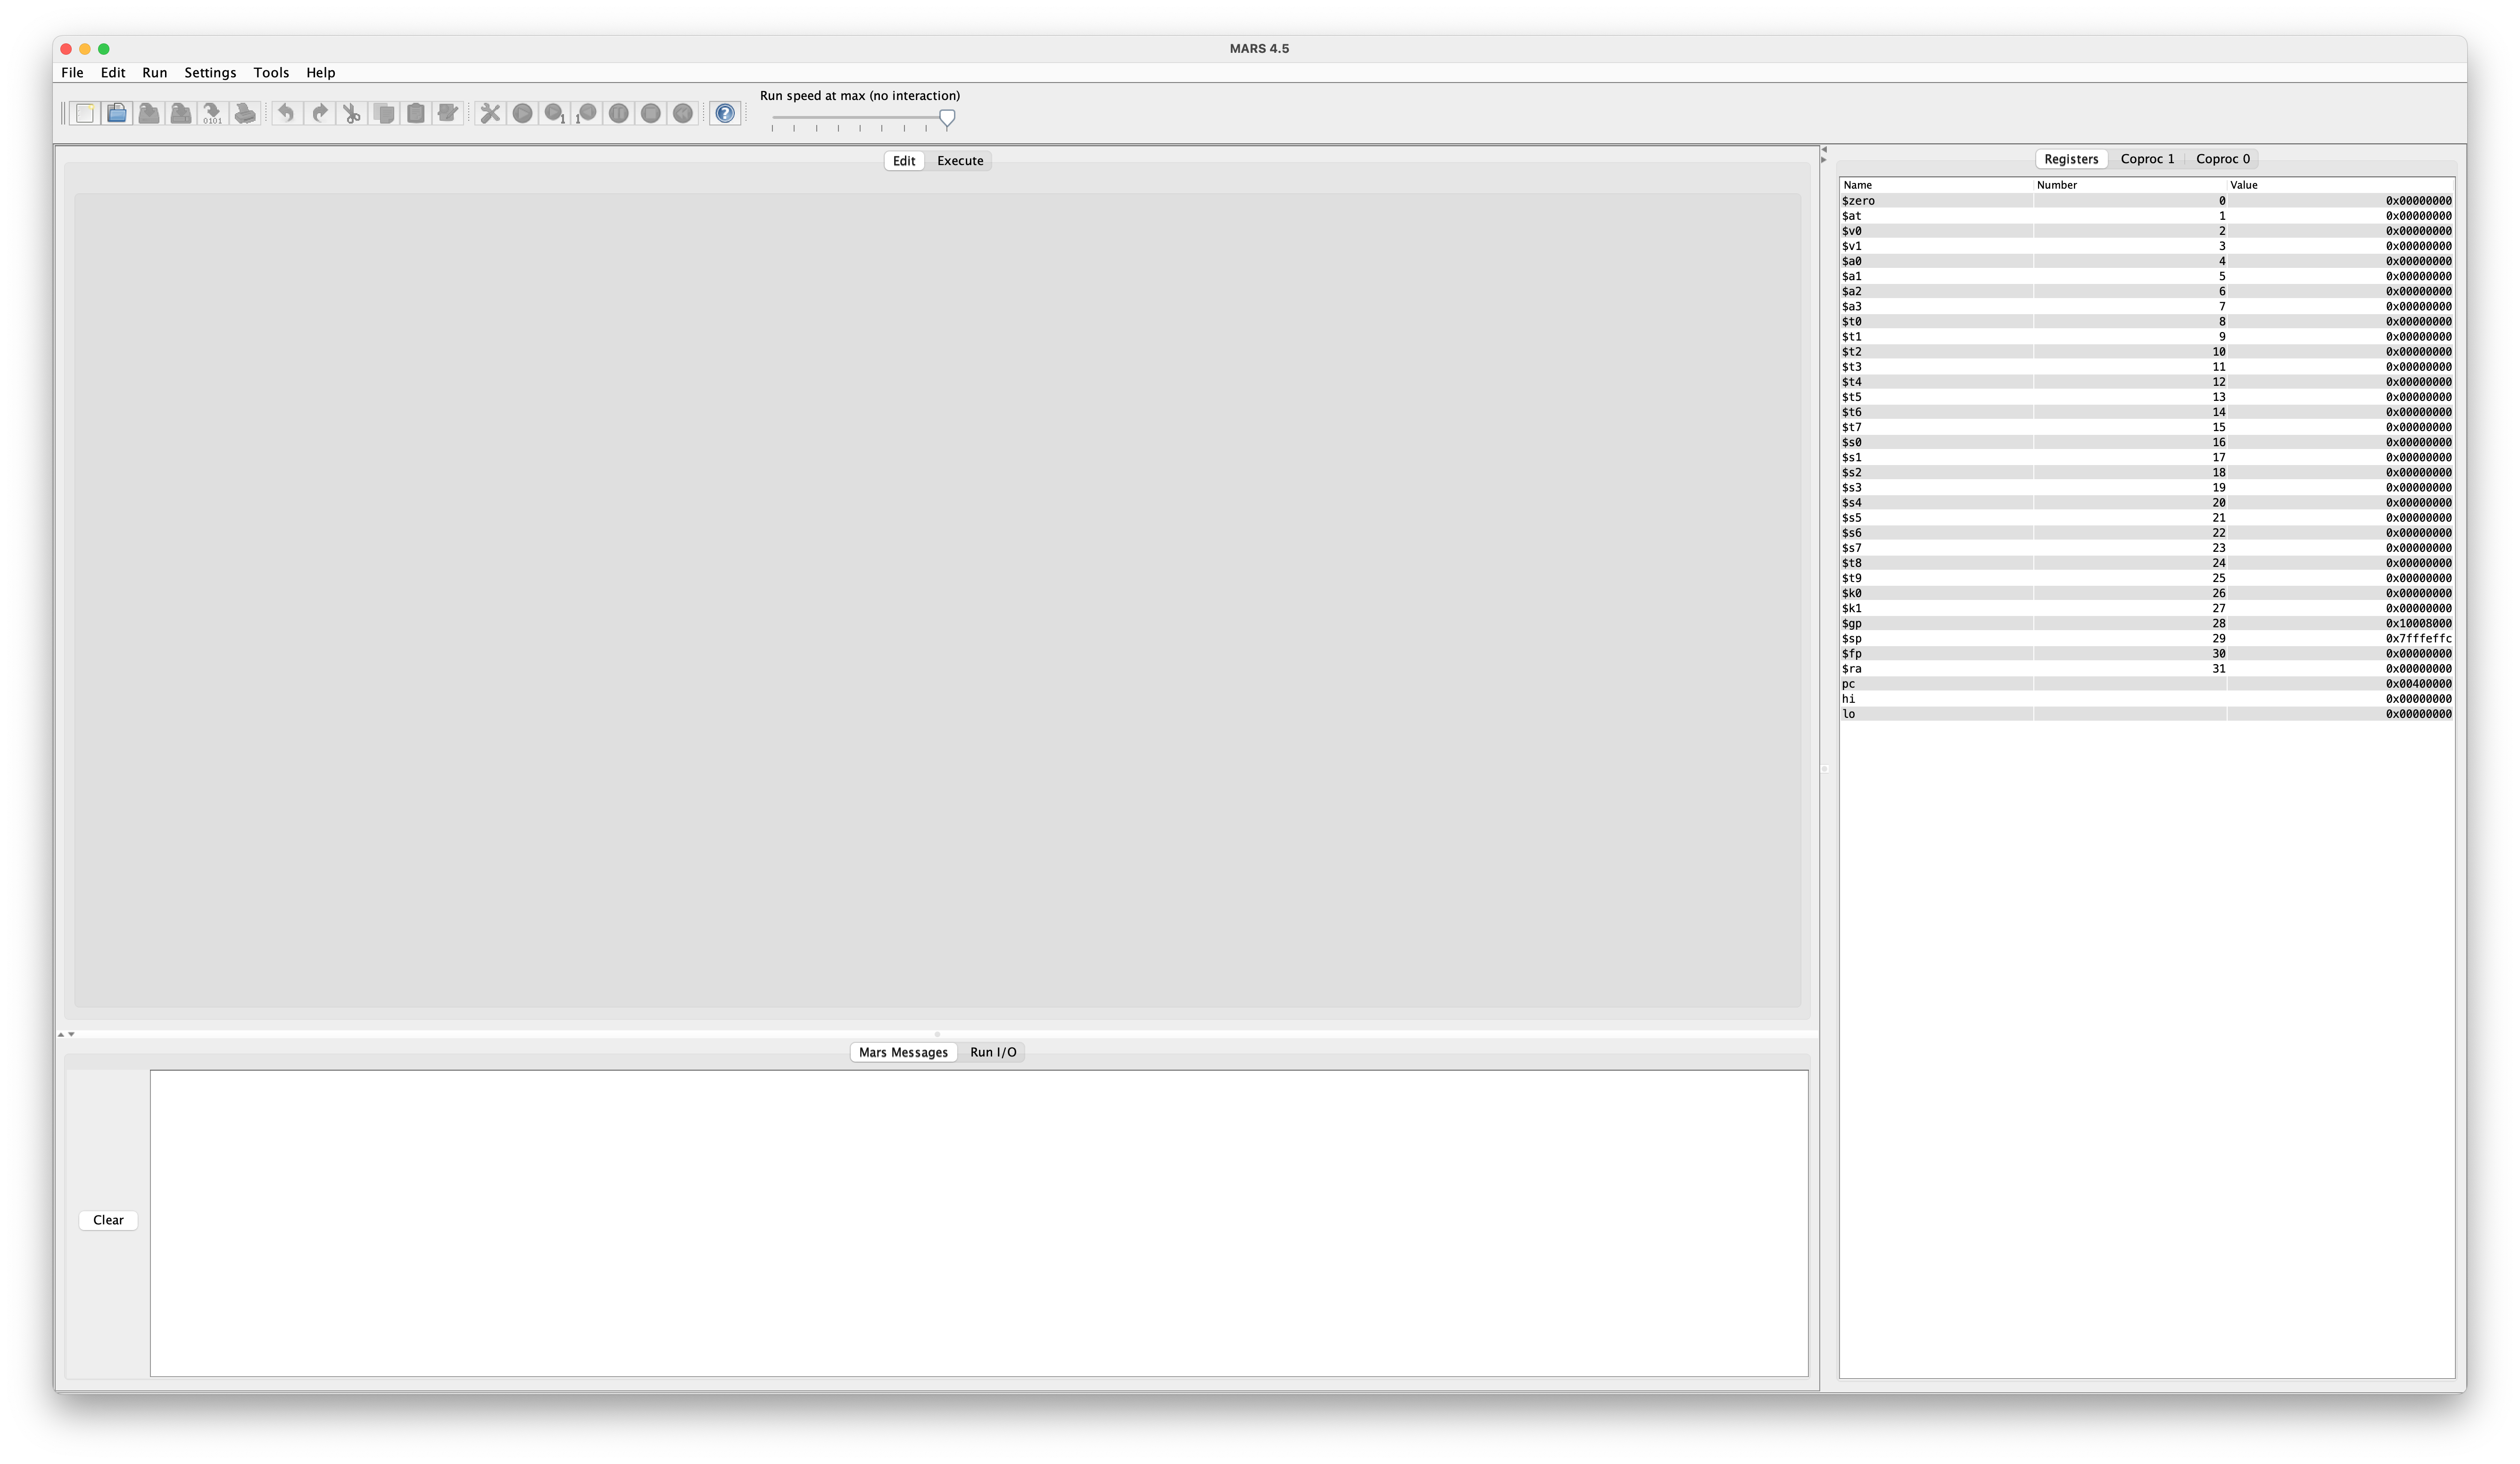 MARS 4.5
File Edit Run Settings Tools Help
0101 1 1 ?
Run speed at max (no interaction)
Edit Execute
Registers Coproc 1 Coproc 0
Name Number Value
$zero 0 0x00000000
$at 1 0x00000000
$v0 2 0x00000000
$v1 3 0x00000000
$a0 4 0x00000000
$a1 5 0x00000000
$a2 6 0x00000000
$a3 7 0x00000000
$t0 8 0x00000000
$t1 9 0x00000000
$t2 10 0x00000000
$t3 11 0x00000000
$t4 12 0x00000000
$t5 13 0x00000000
$t6 14 0x00000000
$t7 15 0x00000000
$s0 16 0x00000000
$s1 17 0x00000000
$s2 18 0x00000000
$s3 19 0x00000000
$s4 20 0x00000000
$s5 21 0x00000000
$s6 22 0x00000000
$s7 23 0x00000000
$t8 24 0x00000000
$t9 25 0x00000000
$k0 26 0x00000000
$k1 27 0x00000000
$gp 28 0x10008000
$sp 29 0x7fffeffc
$fp 30 0x00000000
$ra 31 0x00000000
pc 0x00400000
hi 0x00000000
lo 0x00000000
Mars Messages Run I/O
Clear